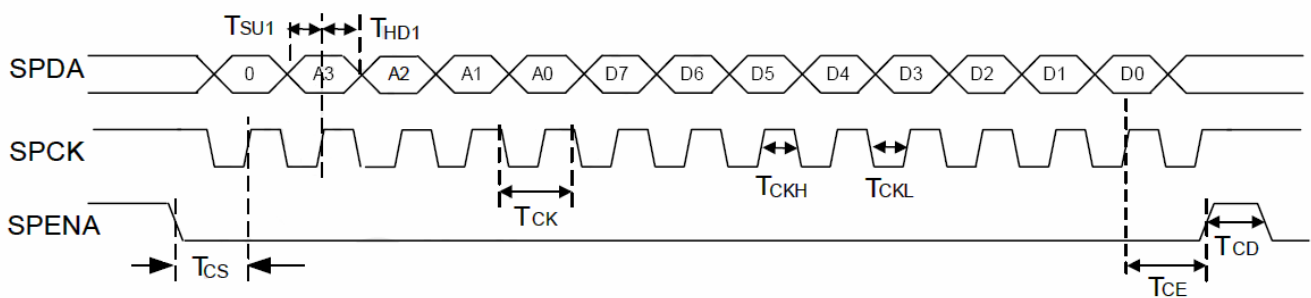 TSU1 THD1
SPDA 0 A3 A2 A1 A0 D7 D6 D5 D4 D3 D2 D1 D0
SPCK
TCKH TCKL
TCK
SPENA
TCD
TCS
TCE